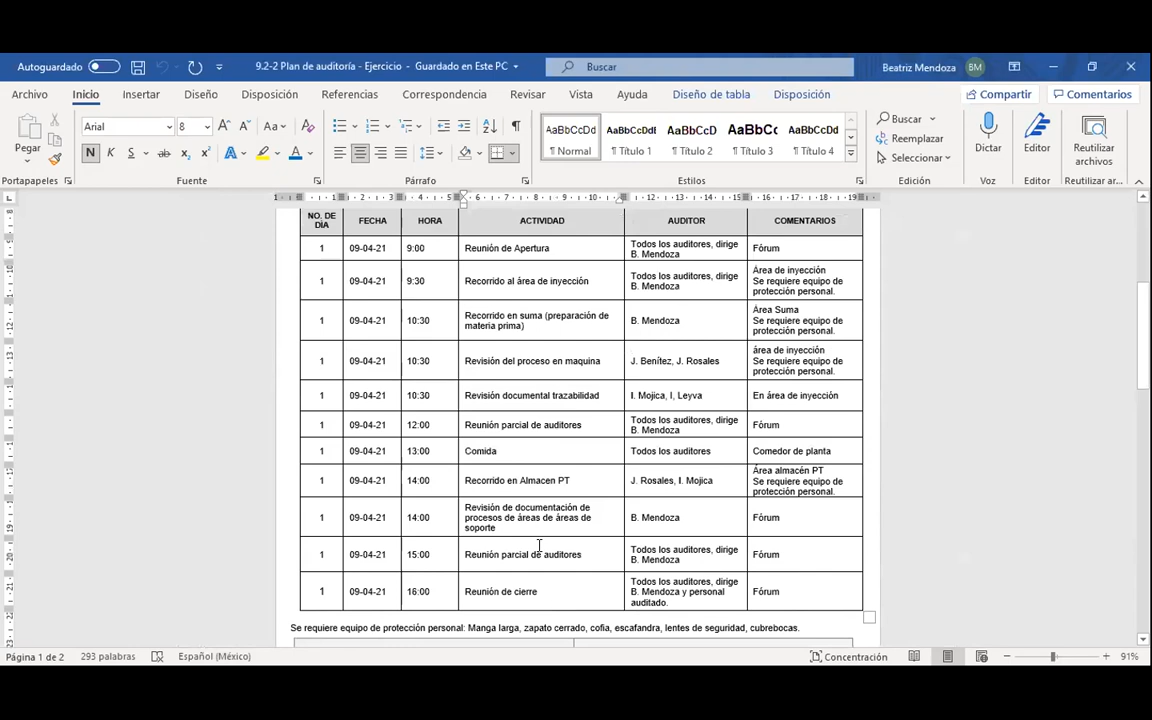 Autoguardado
9.2-2 Plan de auditoría - Ejercicio - Guardado en Este PC
Buscar
Beatriz Mendoza BM
Archivo Inicio Insertar Diseño Disposición Referencias Correspondencia Revisar Vista Ayuda Diseño de tabla Disposición Compartir Comentarios
Pegar
Arial 8
Aa
N K S x₂ x² A A
AaBbCcDd AaBbCcDdE AaBbCcD AaBbCc AaBbCcDd
¶ Normal ¶ Título 1 ¶ Título 2 ¶ Título 3 ¶ Título 4
Buscar
Reemplazar
Seleccionar
Dictar
Editor
Reutilizar
archivos
Portapapeles Fuente Párrafo Estilos Edición Voz Editor Reutilizar ar...
NO. DE
DÍA
FECHA HORA ACTIVIDAD AUDITOR COMENTARIOS
1 09-04-21 9:00 Reunión de Apertura
Todos los auditores, dirige
B. Mendoza
Fórum
1 09-04-21 9:30 Recorrido al área de inyección
Todos los auditores, dirige
B. Mendoza
Área de inyección
Se requiere equipo de
protección personal.
1 09-04-21 10:30
Recorrido en suma (preparación de
materia prima)
B. Mendoza
Área Suma
Se requiere equipo de
protección personal.
1 09-04-21 10:30 Revisión del proceso en maquina J. Benítez, J. Rosales
área de inyección
Se requiere equipo de
protección personal.
1 09-04-21 10:30 Revisión documental trazabilidad I. Mojica, I, Leyva En área de inyección
1 09-04-21 12:00 Reunión parcial de auditores
Todos los auditores, dirige
B. Mendoza
Fórum
1 09-04-21 13:00 Comida Todos los auditores Comedor de planta
1 09-04-21 14:00 Recorrido en Almacen PT J. Rosales, I. Mojica
Área almacén PT
Se requiere equipo de
protección personal.
1 09-04-21 14:00
Revisión de documentación de
procesos de áreas de áreas de
soporte
B. Mendoza Fórum
1 09-04-21 15:00 Reunión parcial de auditores
Todos los auditores, dirige
B. Mendoza
Fórum
1 09-04-21 16:00 Reunión de cierre
Todos los auditores, dirige
B. Mendoza y personal
auditado.
Fórum
Se requiere equipo de protección personal: Manga larga, zapato cerrado, cofia, escafandra, lentes de seguridad, cubrebocas.
Página 1 de 2 293 palabras Español (México) Concentración 91%